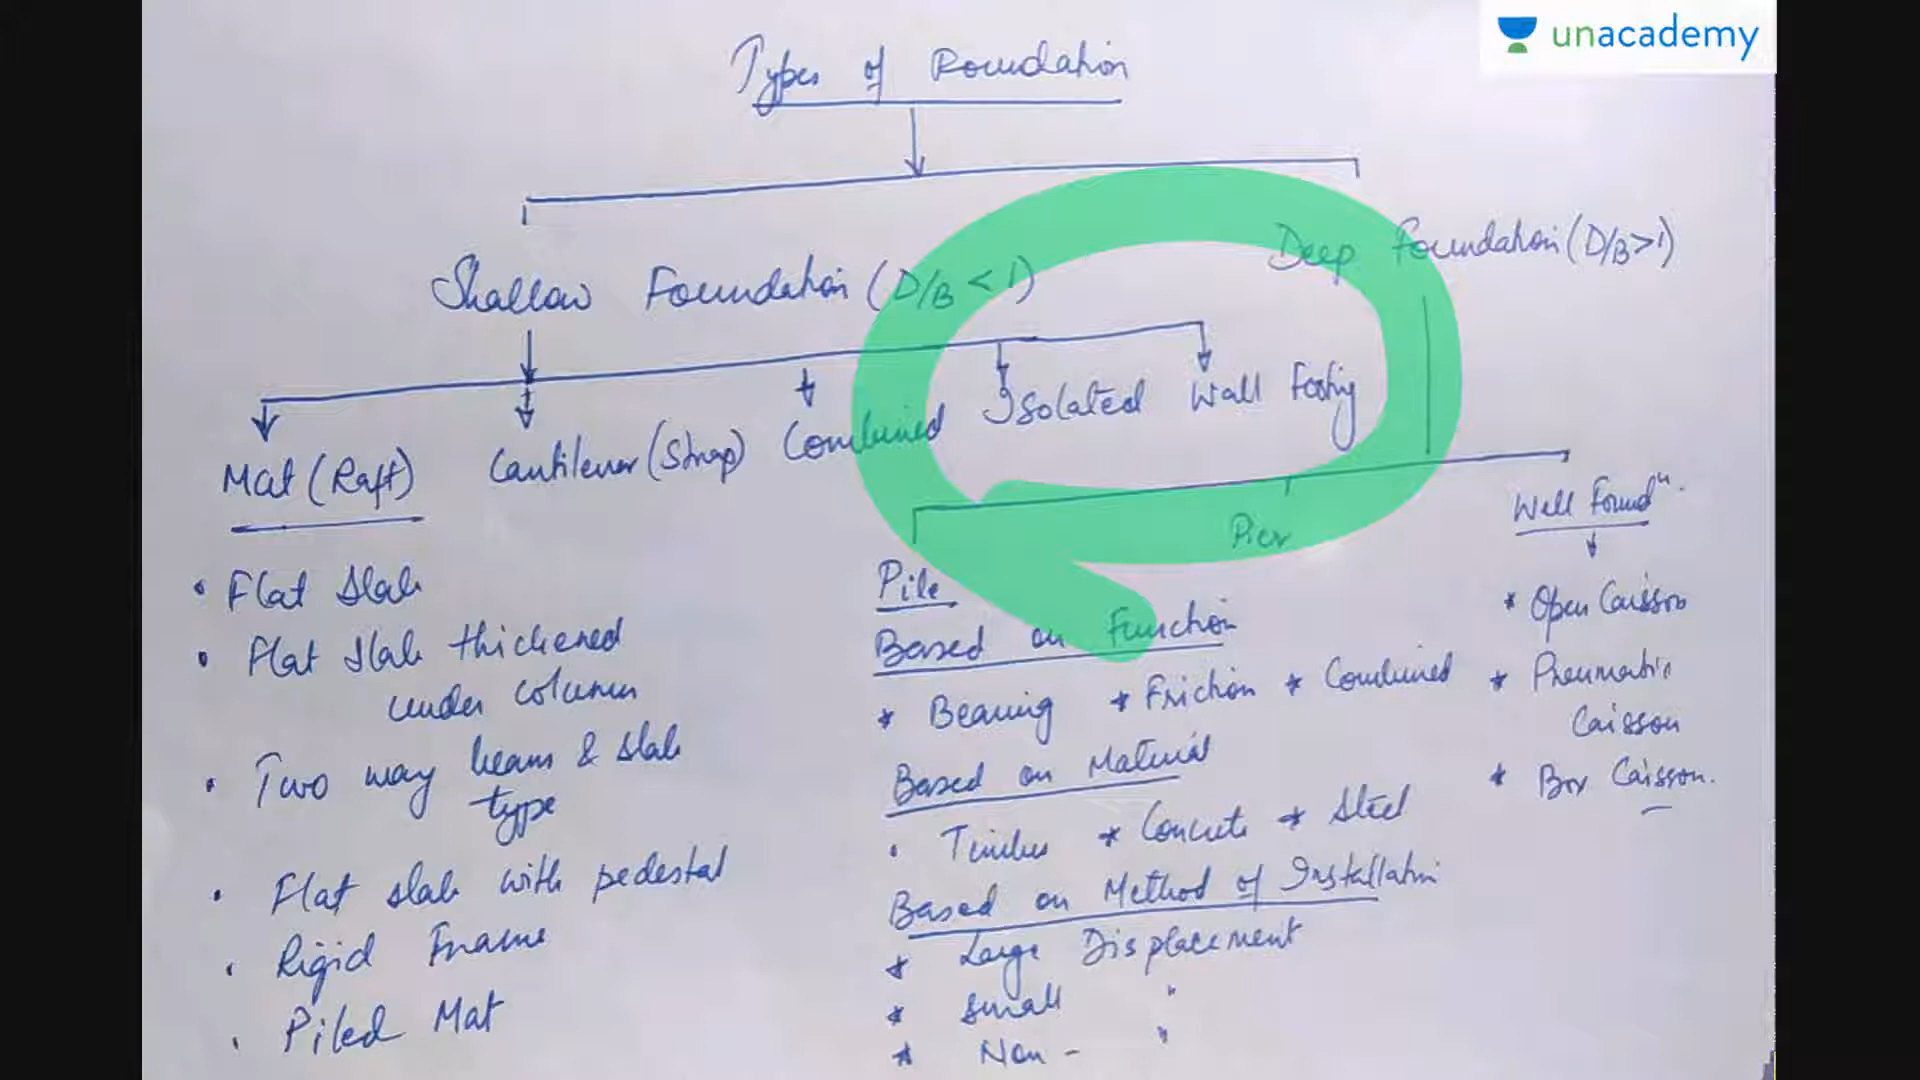 unacademy
Types of Foundation
Shallow Foundation (D/B < 1)
Deep Foundation (D/B > 1)
Mat (Raft)
Cantilever (Strap)
Combined
Isolated
Wall Footing
• Flat Slab
• Flat Slab thickened
under column
• Two way beam & slab
type
• Flat slab with pedestal
• Rigid Frame
• Piled Mat
Pile
Based on Function
* Bearing * Friction * Combined
Based on Material
• Timber * Concrete * Steel
Based on Method of Installation
* Large Displacement
* Small "
* Non - "
Pier
Well Foundⁿ.
* Open Caisson
* Pneumatic
Caisson
* Box Caisson.